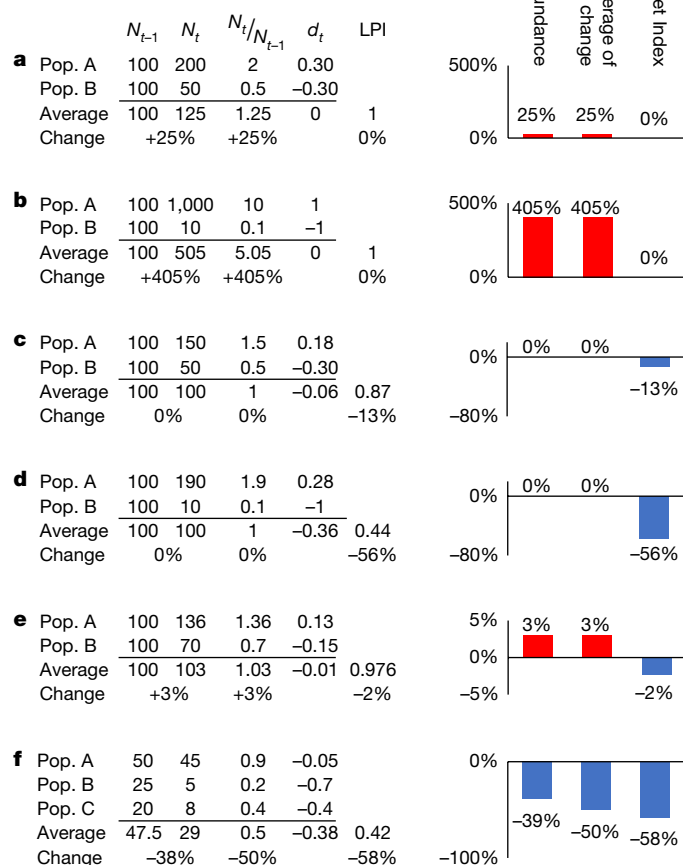 N_{t–1} N_t N_t/N_{t–1} d_t LPI
a Pop. A 100 200 2 0.30
Pop. B 100 50 0.5 –0.30
Average 100 125 1.25 0 1
Change +25% +25% 0%
b Pop. A 100 1,000 10 1
Pop. B 100 10 0.1 –1
Average 100 505 5.05 0 1
Change +405% +405% 0%
c Pop. A 100 150 1.5 0.18
Pop. B 100 50 0.5 –0.30
Average 100 100 1 –0.06 0.87
Change 0% 0% –13%
d Pop. A 100 190 1.9 0.28
Pop. B 100 10 0.1 –1
Average 100 100 1 –0.36 0.44
Change 0% 0% –56%
e Pop. A 100 136 1.36 0.13
Pop. B 100 70 0.7 –0.15
Average 100 103 1.03 –0.01 0.976
Change +3% +3% –2%
f Pop. A 50 45 0.9 –0.05
Pop. B 25 5 0.2 –0.7
Pop. C 20 8 0.4 –0.4
Average 47.5 29 0.5 –0.38 0.42
Change –38% –50% –58%
change
Index
500%
25% 25% 0%
0%
500%
405% 405%
0%
0%
0% 0%
0%
–13%
–80%
0% 0%
0%
–56%
–80%
5%
3% 3%
0%
–2%
–5%
0%
–39% –50% –58%
–100%